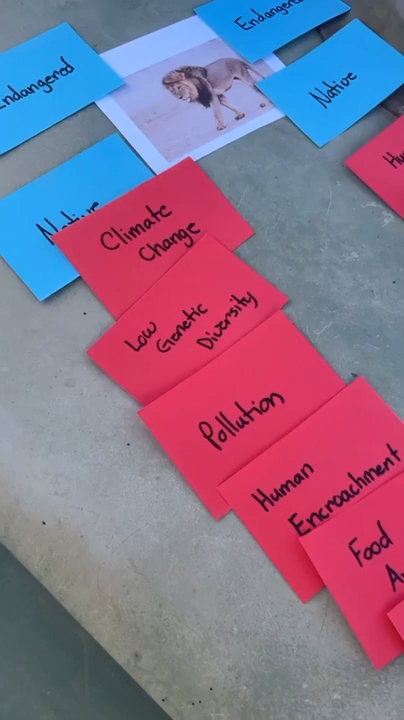 Endangered
Endangered
Native
Native
Climate
Change
Low
Genetic
Diversity
Pollution
Human
Encroachment
Food